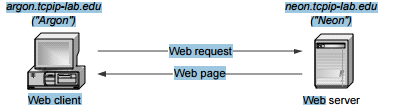 argon.tcpip-lab.edu
("Argon")
neon.tcpip-lab.edu
("Neon")
Web request
Web page
Web client
Web server